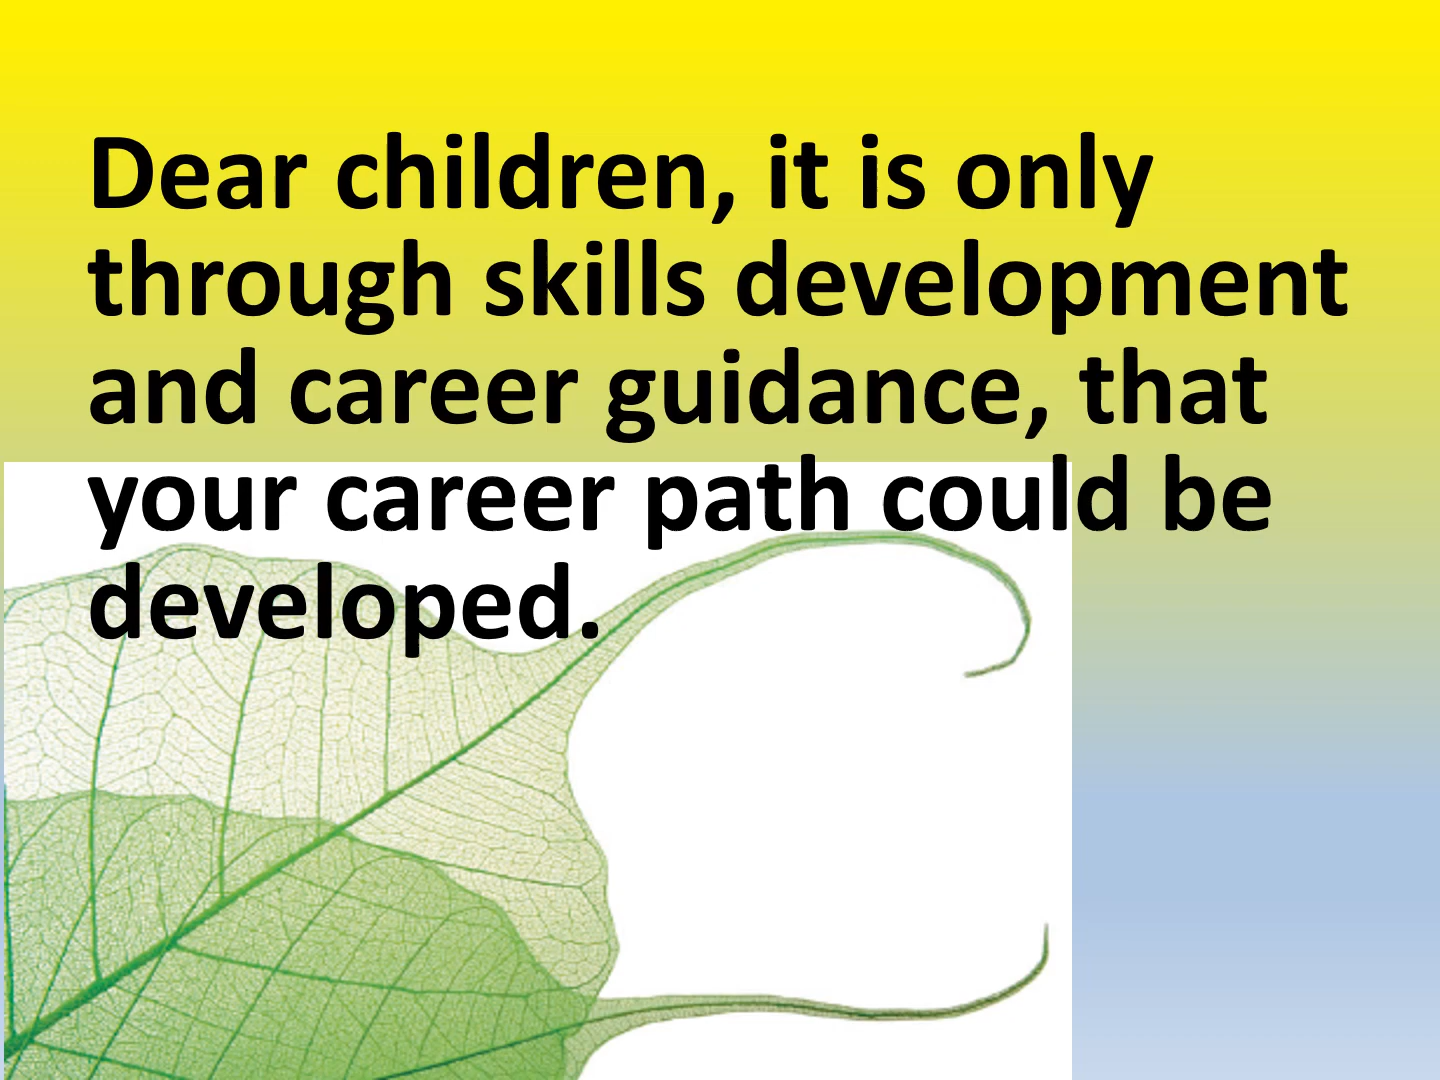 Dear children, it is only
through skills development
and career guidance, that
your career path could be
developed.